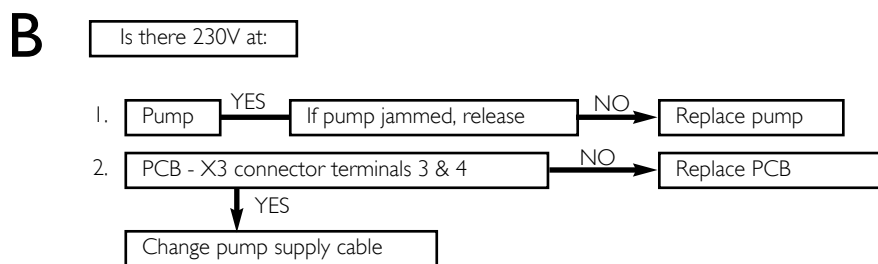 B
Is there 230V at:
1. Pump YES If pump jammed, release NO Replace pump
2. PCB - X3 connector terminals 3 & 4 NO Replace PCB
YES
Change pump supply cable